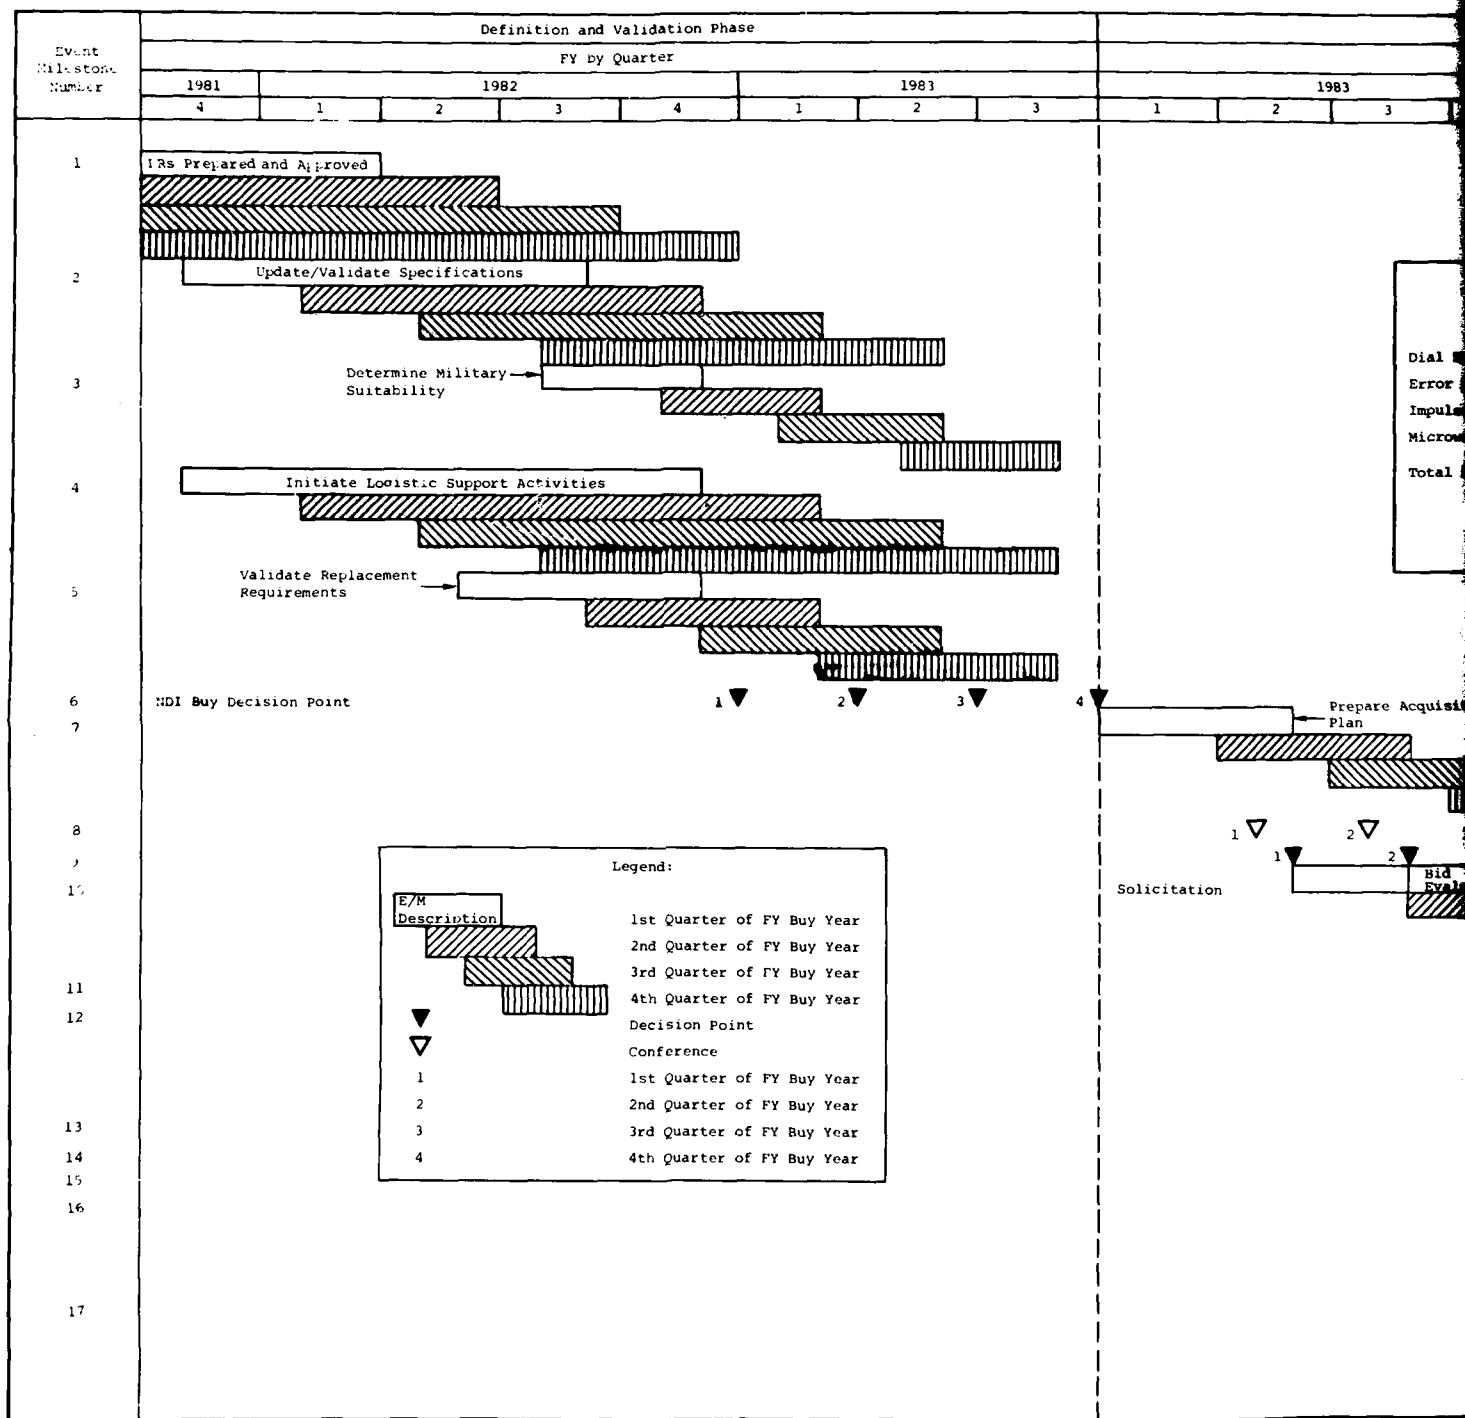 Definition and Validation Phase
Event
Milestone
Number
FY by Quarter
1981 1982 1983 1983
4 1 2 3 4 1 2 3 1 2 3
1 IRs Prepared and Approved
2 Update/Validate Specifications
3 Determine Military
Suitability
4 Initiate Logistic Support Activities
5 Validate Replacement
Requirements
Dial
Error
Total
6 NDI Buy Decision Point 1 2 3 4
7 Prepare
Plan
8 1 2
1 2
Solicitation Bid
Legend:
E/M
Description
1st Quarter of FY Buy Year
2nd Quarter of FY Buy Year
3rd Quarter of FY Buy Year
4th Quarter of FY Buy Year
Decision Point
Conference
1 1st Quarter of FY Buy Year
2 2nd Quarter of FY Buy Year
3 3rd Quarter of FY Buy Year
4 4th Quarter of FY Buy Year
11
12
13
14
15
16
17